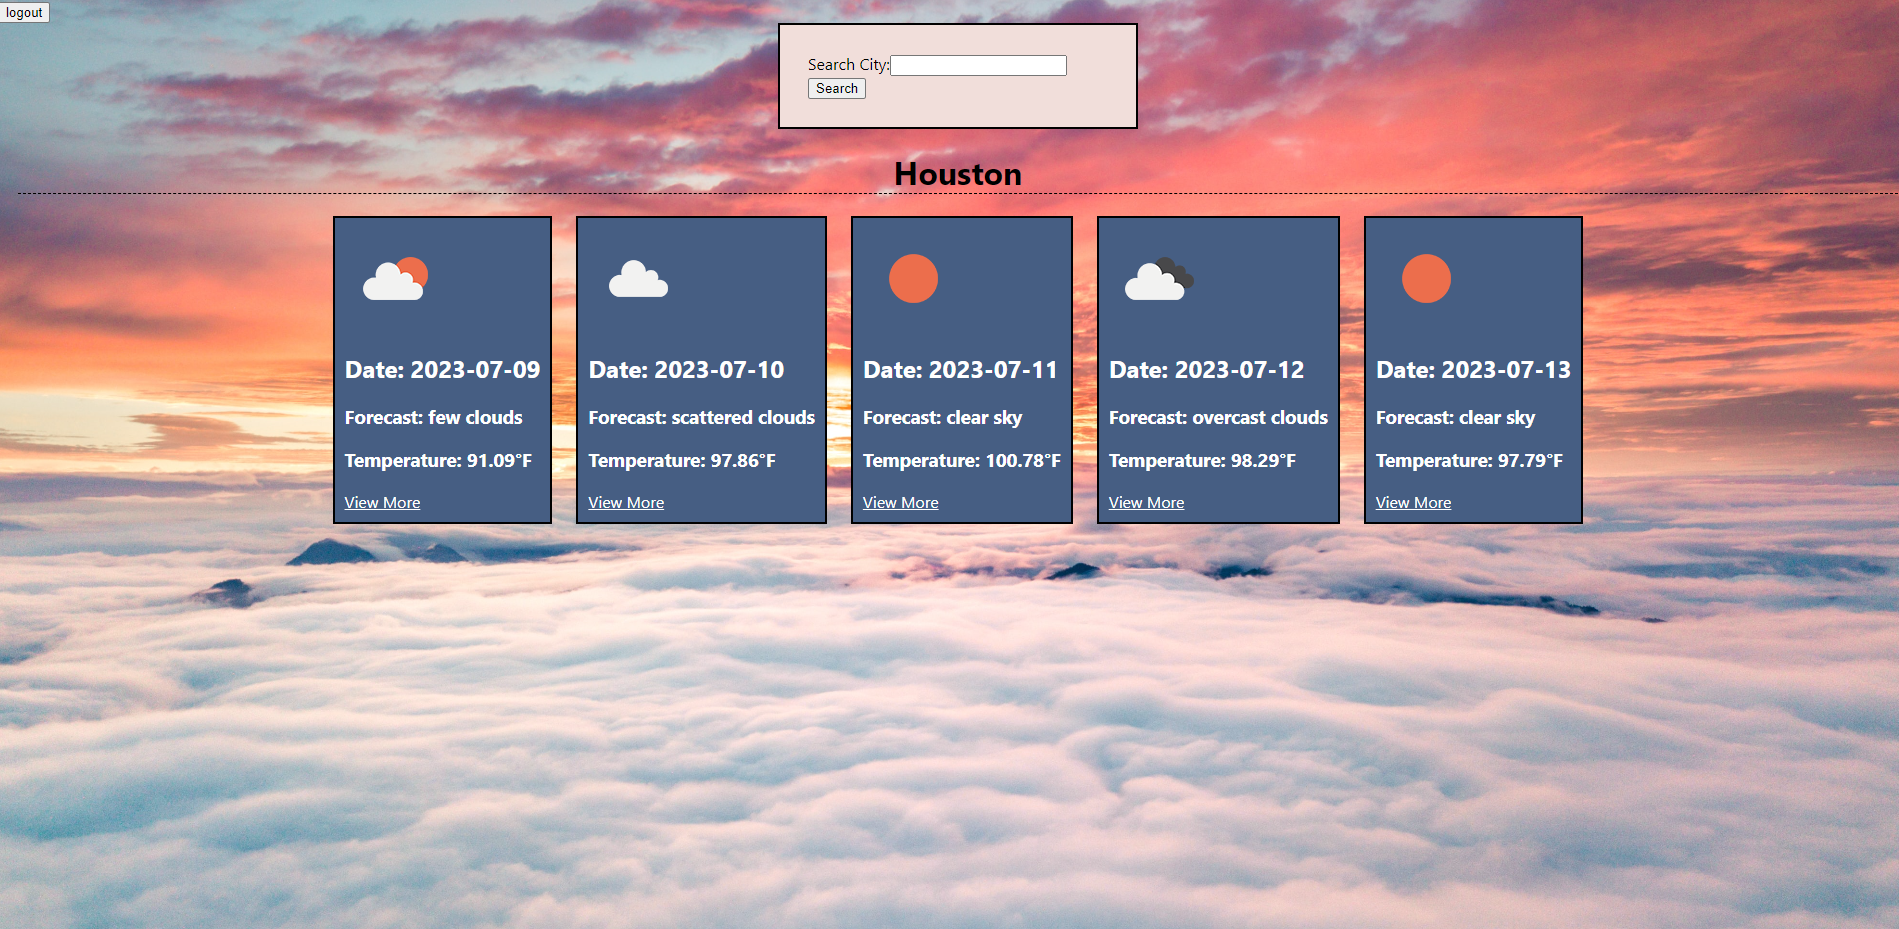 logout
Search City:
Search
Houston
Date: 2023-07-09
Forecast: few clouds
Temperature: 91.09°F
View More
Date: 2023-07-10
Forecast: scattered clouds
Temperature: 97.86°F
View More
Date: 2023-07-11
Forecast: clear sky
Temperature: 100.78°F
View More
Date: 2023-07-12
Forecast: overcast clouds
Temperature: 98.29°F
View More
Date: 2023-07-13
Forecast: clear sky
Temperature: 97.79°F
View More